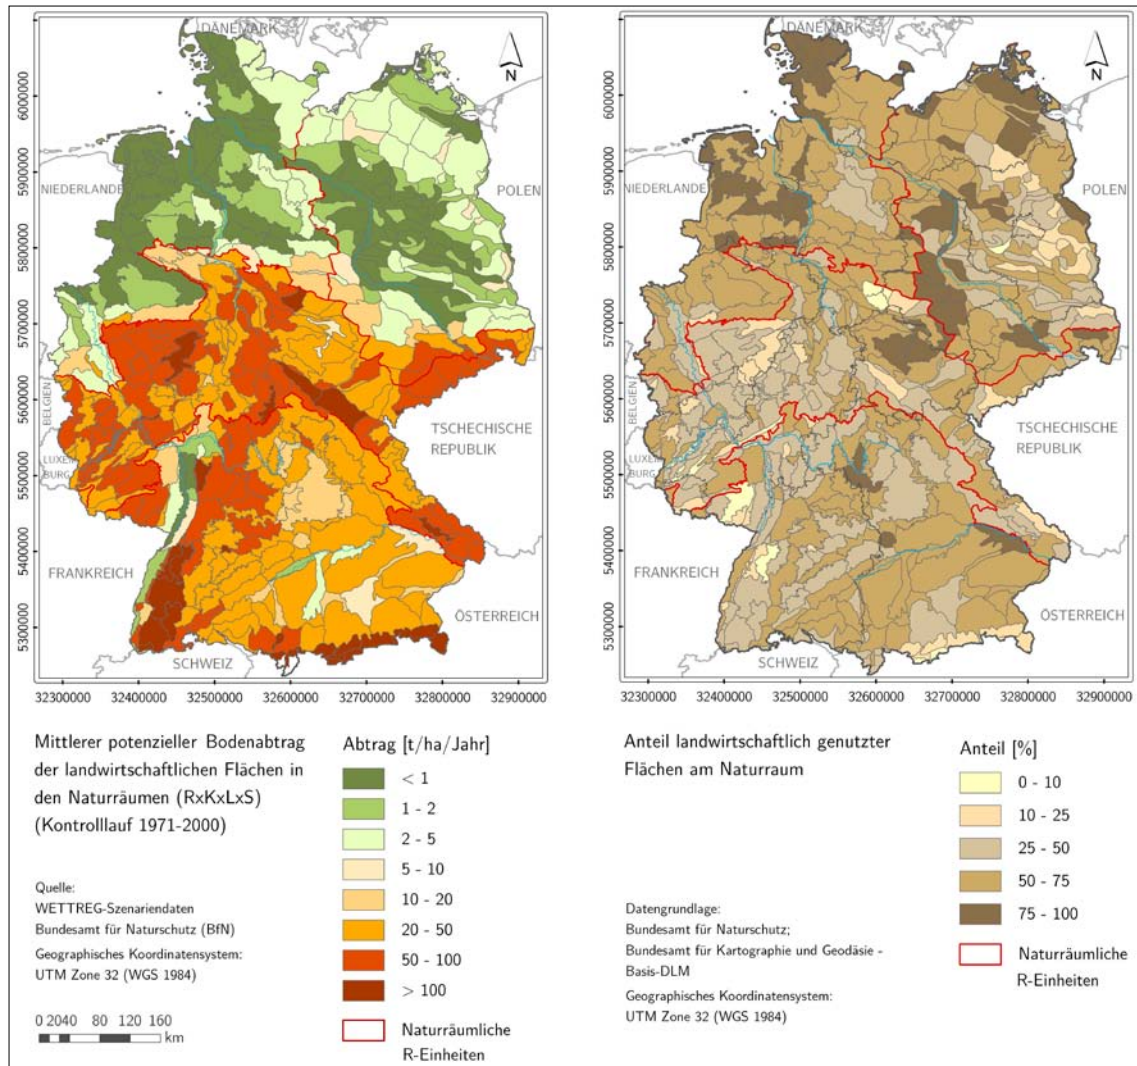 DÄNEMARK
N
NIEDERLANDE
POLEN
BELGIEN
LUXEM
BURG
TSCHECHISCHE
REPUBLIK
FRANKREICH
ÖSTERREICH
SCHWEIZ
6000000
5900000
5800000
5700000
5600000
5500000
5400000
5300000
32300000 32400000 32500000 32600000 32700000 32800000 32900000
Mittlerer potenzieller Bodenabtrag
der landwirtschaftlichen Flächen in
den Naturräumen (RxKxLxS)
(Kontrolllauf 1971-2000)
Quelle:
WETTREG-Szenariendaten
Bundesamt für Naturschutz (BfN)
Geographisches Koordinatensystem:
UTM Zone 32 (WGS 1984)
0 2040 80 120 160
km
Abtrag [t/ha/Jahr]
< 1
1 - 2
2 - 5
5 - 10
10 - 20
20 - 50
50 - 100
> 100
Naturräumliche
R-Einheiten
DÄNEMARK
N
NIEDERLANDE
POLEN
BELGIEN
LUXEM
BURG
TSCHECHISCHE
REPUBLIK
FRANKREICH
ÖSTERREICH
SCHWEIZ
6000000
5900000
5800000
5700000
5600000
5500000
5400000
5300000
32300000 32400000 32500000 32600000 32700000 32800000 32900000
Anteil landwirtschaftlich genutzter
Flächen am Naturraum
Datengrundlage:
Bundesamt für Naturschutz;
Bundesamt für Kartographie und Geodäsie -
Basis-DLM
Geographisches Koordinatensystem:
UTM Zone 32 (WGS 1984)
Anteil [%]
0 - 10
10 - 25
25 - 50
50 - 75
75 - 100
Naturräumliche
R-Einheiten